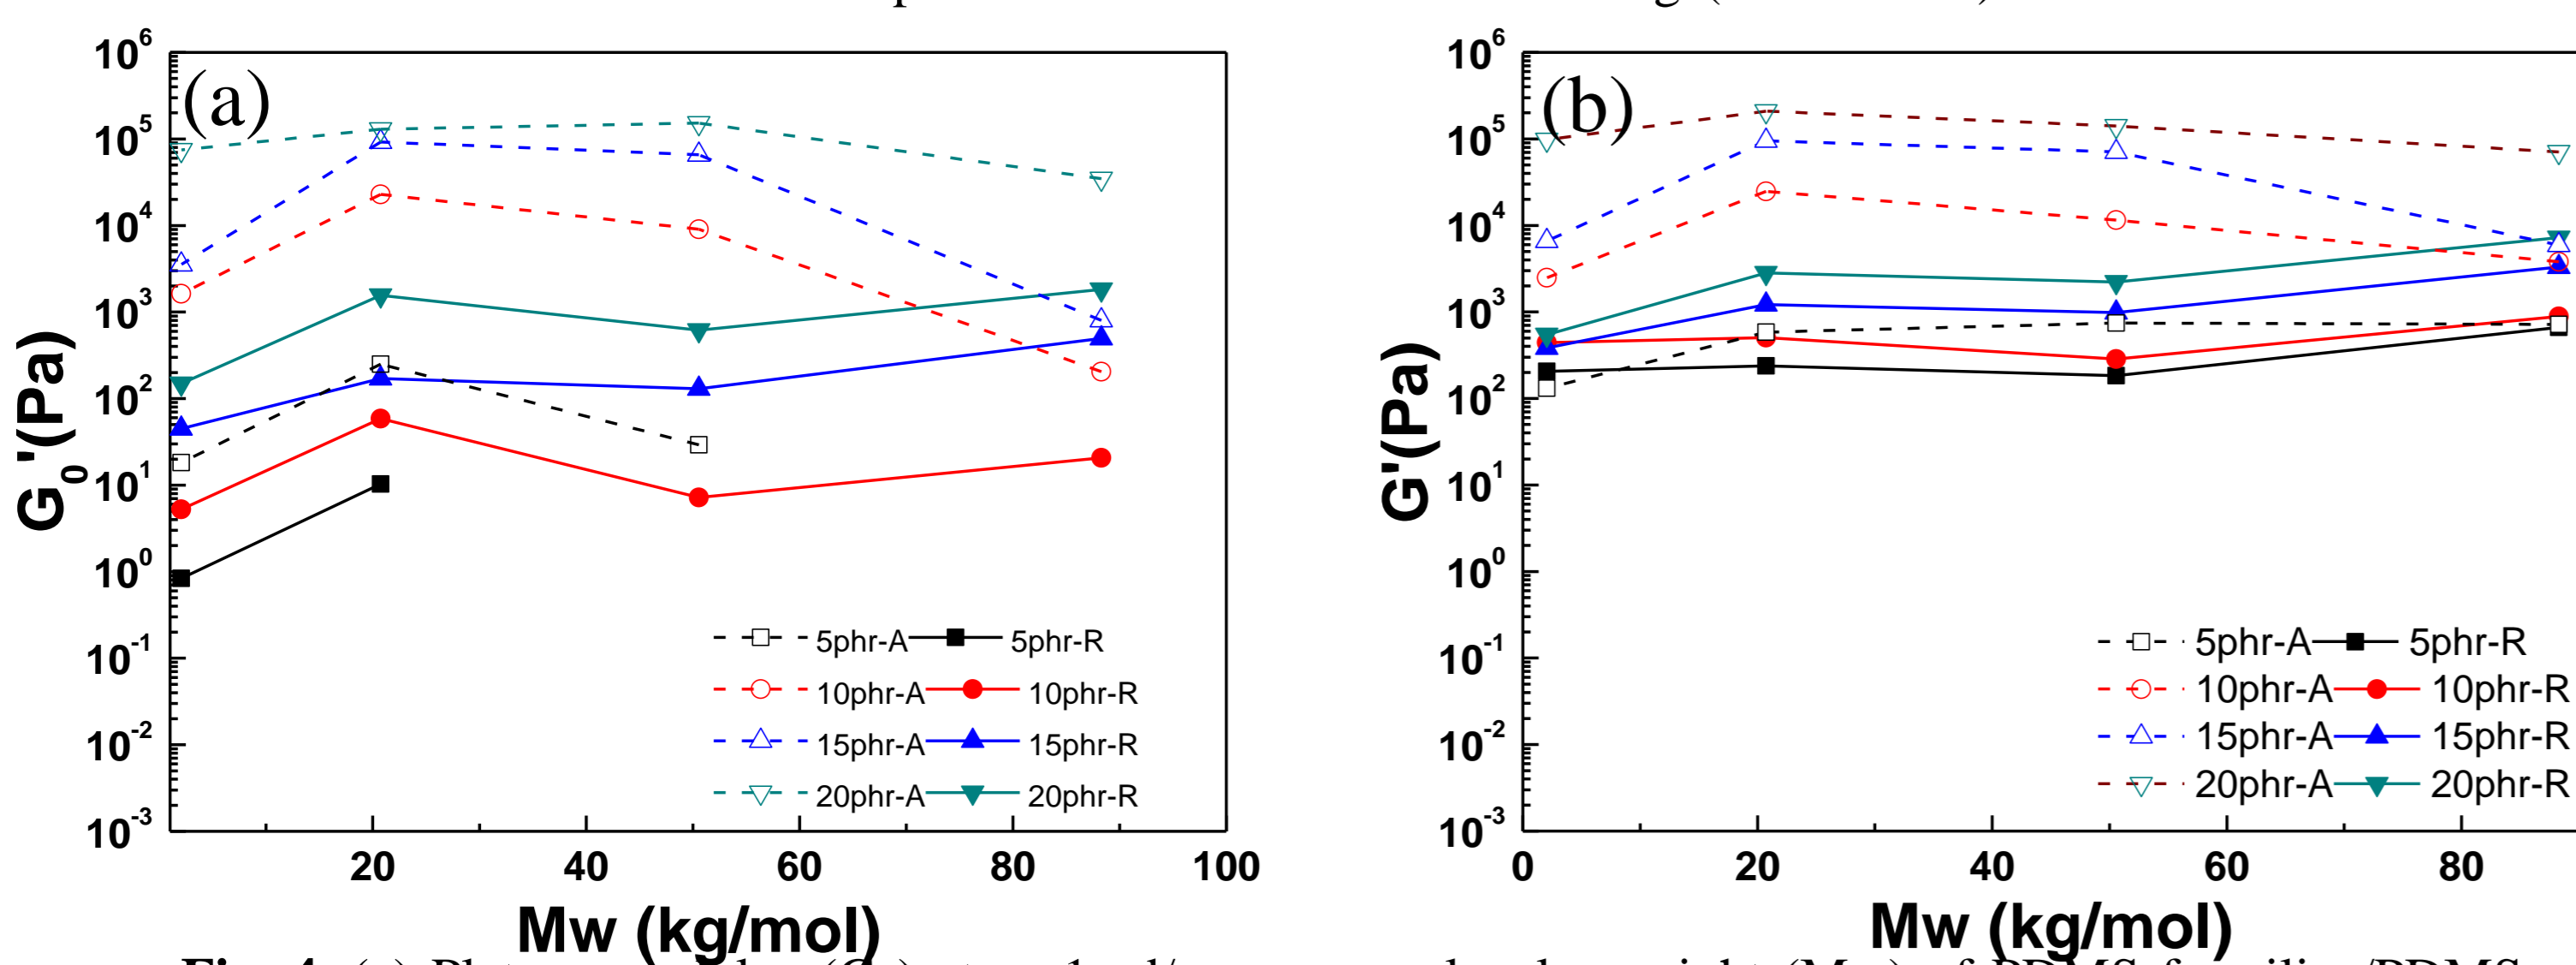 (a)
10^6
10^5
10^4
10^3
10^2
10^1
10^0
10^-1
10^-2
10^-3
G0'(Pa)
5phr-A 5phr-R
10phr-A 10phr-R
15phr-A 15phr-R
20phr-A 20phr-R
20 40 60 80 100
Mw (kg/mol)
(b)
10^6
10^5
10^4
10^3
10^2
10^1
10^0
10^-1
10^-2
10^-3
G'(Pa)
5phr-A 5phr-R
10phr-A 10phr-R
15phr-A 15phr-R
20phr-A 20phr-R
0 20 40 60 80
Mw (kg/mol)